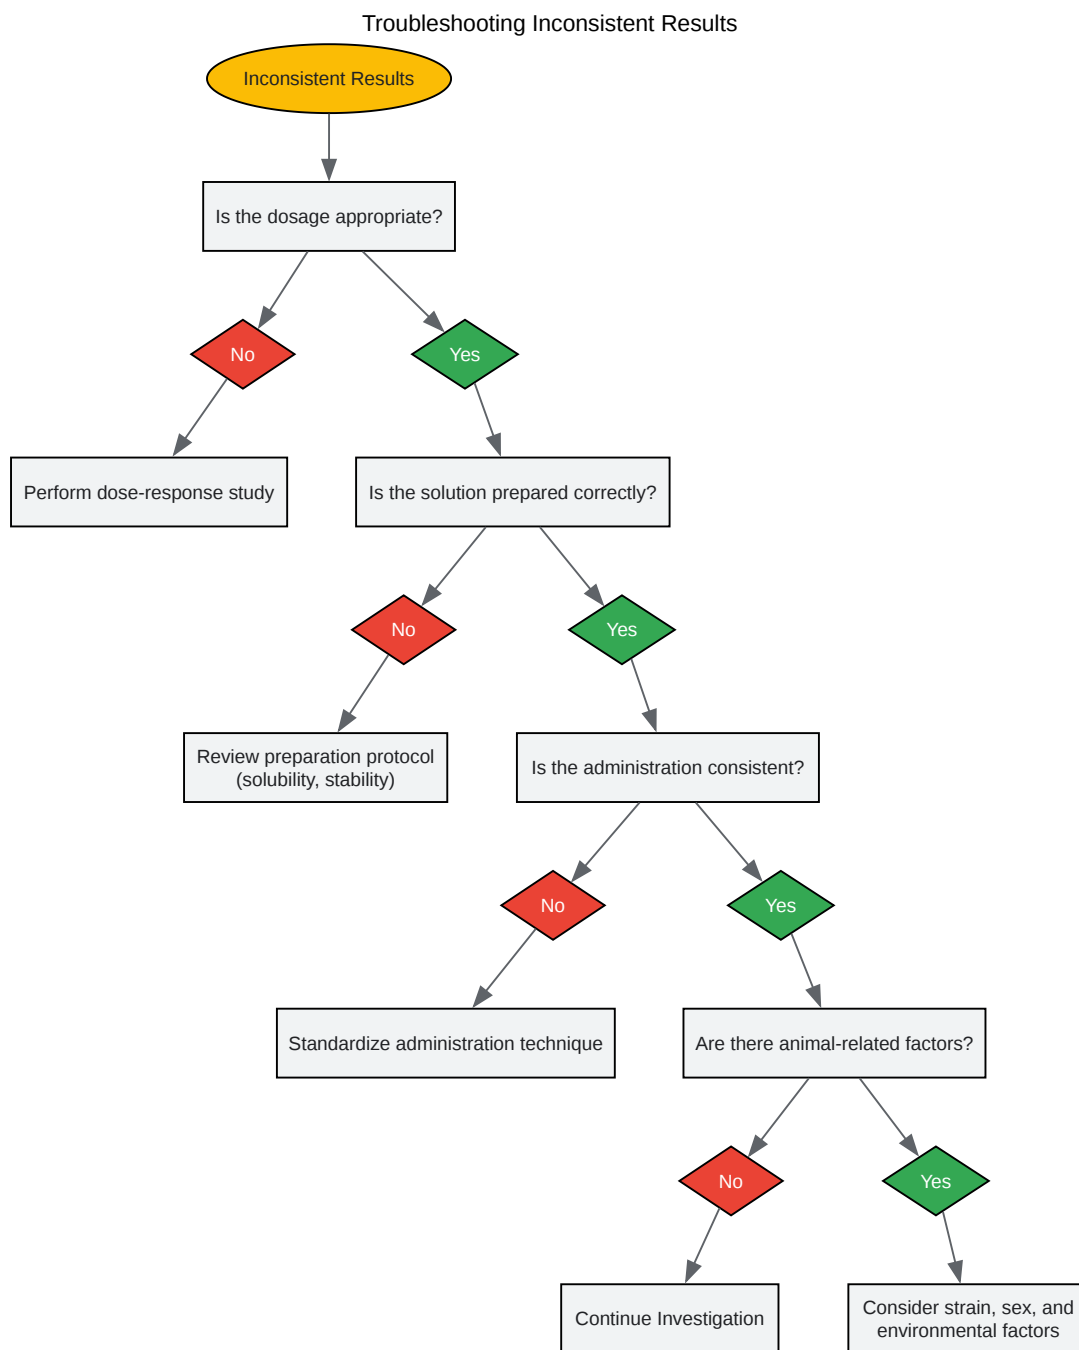 Troubleshooting Inconsistent Results
Inconsistent Results
Is the dosage appropriate?
No
Yes
Perform dose-response study
Is the solution prepared correctly?
No
Yes
Review preparation protocol
(solubility, stability)
Is the administration consistent?
No
Yes
Standardize administration technique
Are there animal-related factors?
No
Yes
Continue Investigation
Consider strain, sex, and
environmental factors